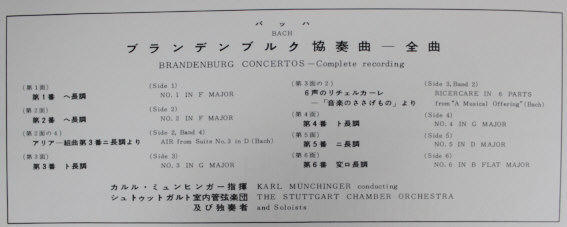 バッハ
BACH
ブランデンブルク協奏曲 — 全曲
BRANDENBURG CONCERTOS—Complete recording
(第1面) (Side 1)
第1番 ヘ長調 NO. 1 IN F MAJOR
(第2面) (Side 2)
第2番 ヘ長調 NO. 2 IN F MAJOR
(第2面の4) (Side 2, Band 4)
アリアー組曲第3番ニ長調より AIR from Suite No.3 in D (Bach)
(第3面) (Side 3)
第3番 ト長調 NO. 3 IN G MAJOR
(第3面の2) (Side 3, Band 2)
6声のリチェルカーレ RICERCARE IN 6 PARTS
—「音楽のささげもの」より from "A Musical Offering" (Bach)
(第4面) (Side 4)
第4番 ト長調 NO. 4 IN G MAJOR
(第5面) (Side 5)
第5番 ニ長調 NO. 5 IN D MAJOR
(第6面) (Side 6)
第6番 変ロ長調 NO. 6 IN B FLAT MAJOR
カルル・ミュンヒンガー指揮 KARL MÜNCHINGER conducting
シュトゥットガルト室内管弦楽団 THE STUTTGART CHAMBER ORCHESTRA
及び独奏者 and Soloists